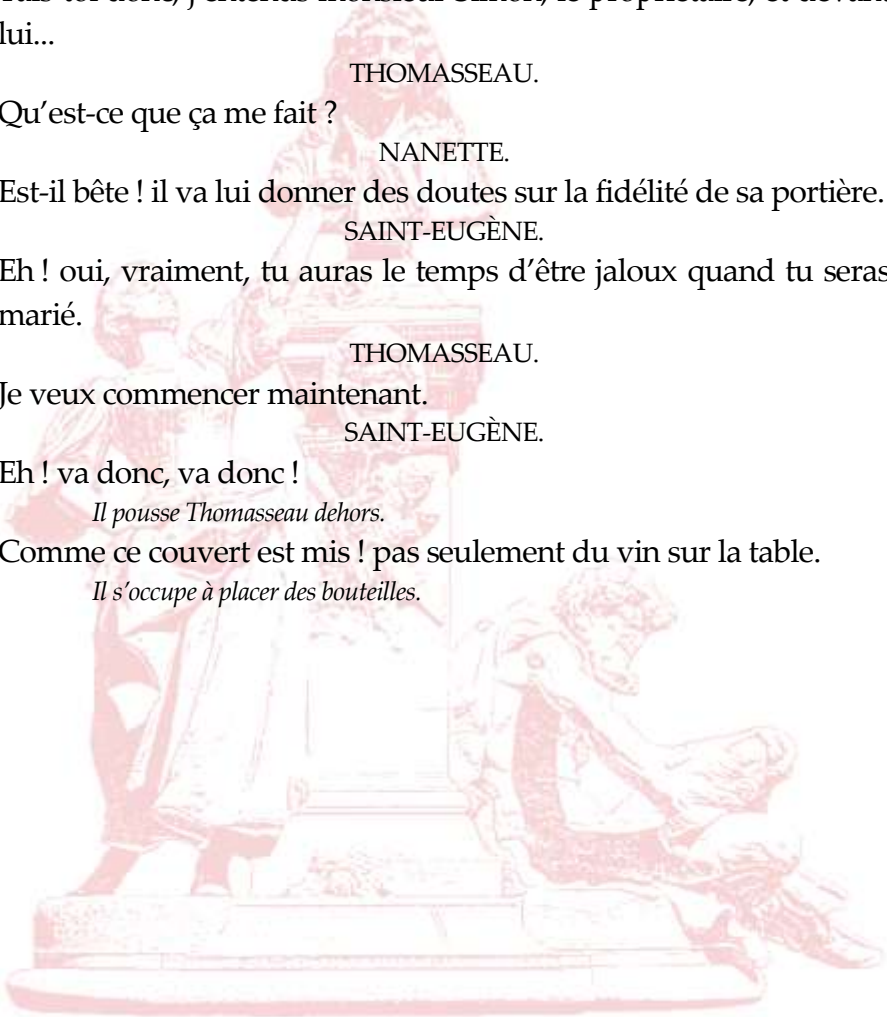 lui...
THOMASSEAU.
Qu’est-ce que ça me fait ?
NANETTE.
Est-il bête ! il va lui donner des doutes sur la fidélité de sa portière.
SAINT-EUGÈNE.
Eh ! oui, vraiment, tu auras le temps d’être jaloux quand tu seras
marié.
THOMASSEAU.
Je veux commencer maintenant.
SAINT-EUGÈNE.
Eh ! va donc, va donc !
Il pousse Thomasseau dehors.
Comme ce couvert est mis ! pas seulement du vin sur la table.
Il s’occupe à placer des bouteilles.